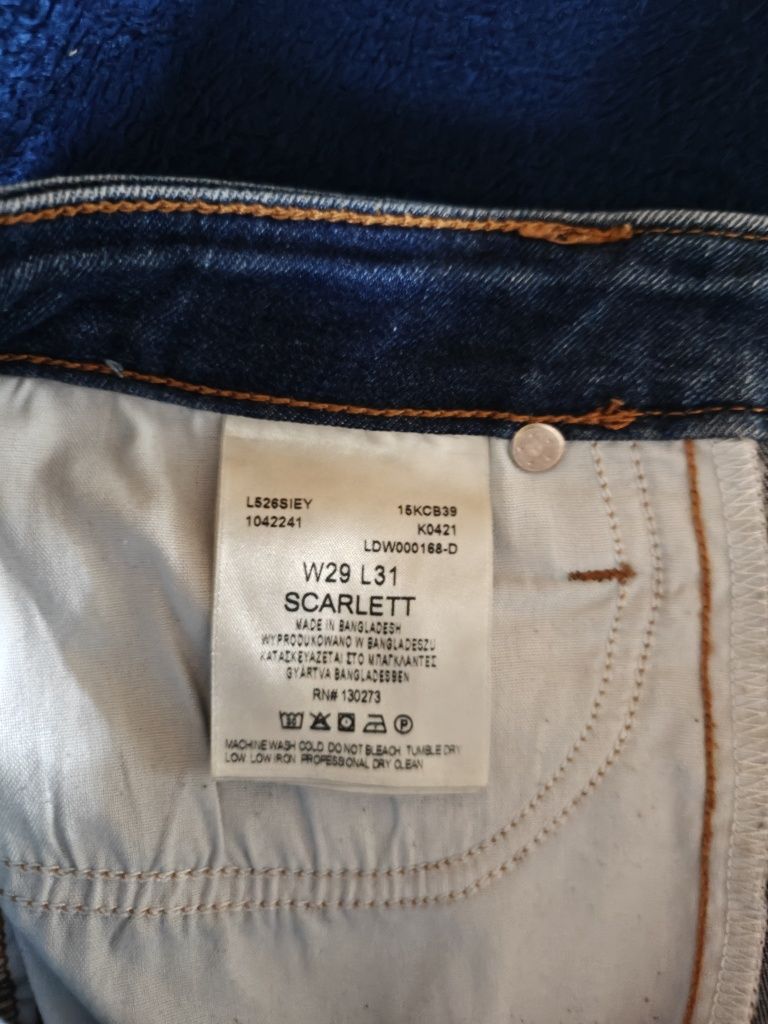 L526SIEY
1042241
15KCB39
K0421
LDW000168-D
W29 L31
SCARLETT
MADE IN BANGLADESH
WYPRODUKOWANO W BANGLADESZU
ΚΑΤΑΣΚΕΥΑΖΕΤΑΙ ΣΤΟ ΜΠΑΓΚΛΑΝΤΕΣ
GYÁRTVA BANGLADESBEN
RN# 130273
P
MACHINE WASH COLD DO NOT BLEACH TUMBLE DRY
LOW LOW IRON PROFESSIONAL DRY CLEAN